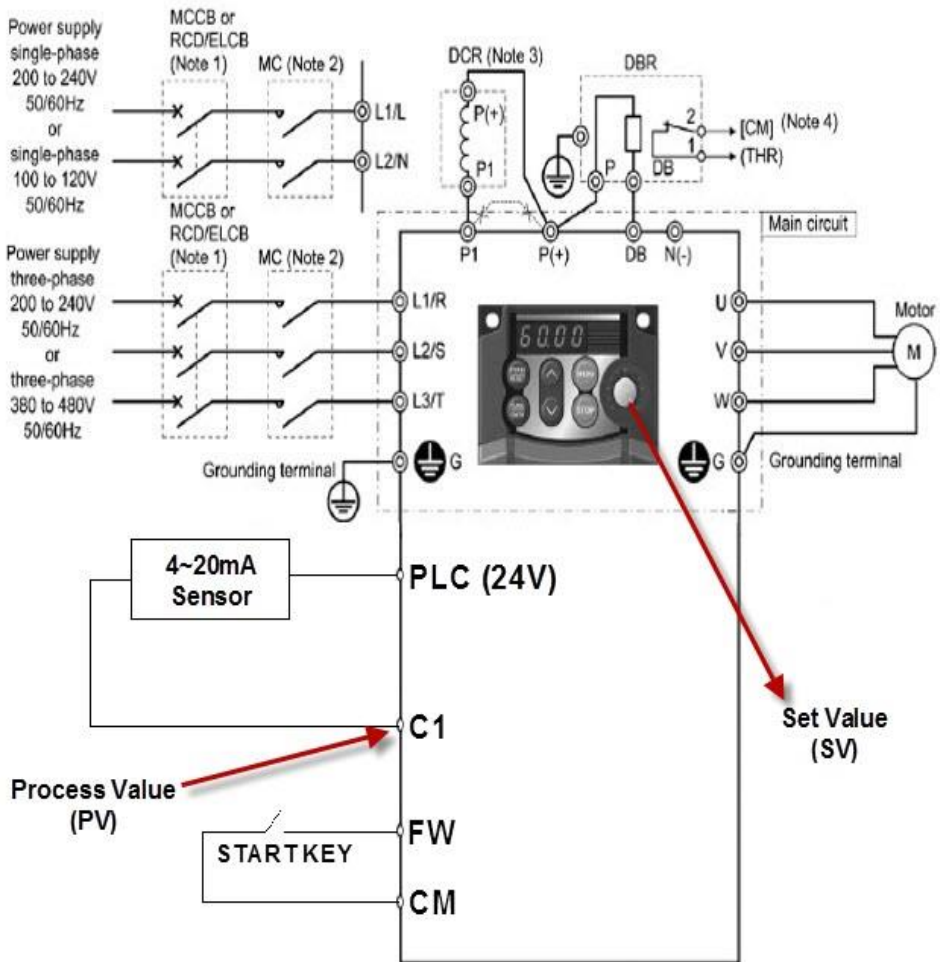 Power supply
single-phase
200 to 240V
50/60Hz
or
single-phase
100 to 120V
50/60Hz
MCCB or
RCD/ELCB
(Note 1)
MC (Note 2)
L1/L
L2/N
DCR (Note 3)
P(+)
P1
DBR
P
DB
2
1
[CM] (Note 4)
(THR)
Main circuit
P1
P(+)
DB
N(-)
Power supply
three-phase
200 to 240V
50/60Hz
or
three-phase
380 to 480V
50/60Hz
MCCB or
RCD/ELCB
(Note 1)
MC (Note 2)
L1/R
L2/S
L3/T
Grounding terminal
G
60.00
STOP
U
V
W
Motor
M
G
Grounding terminal
4~20mA
Sensor
PLC (24V)
C1
Process Value
(PV)
Set Value
(SV)
START KEY
FW
CM